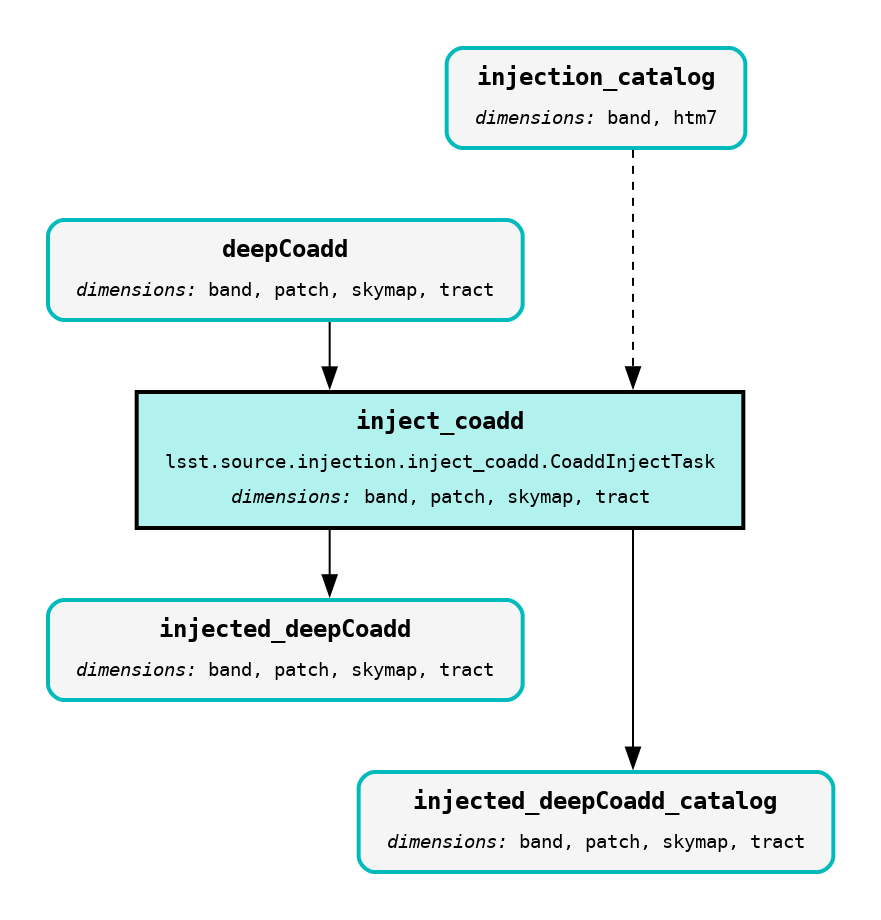 injection_catalog
dimensions: band, htm7
deepCoadd
dimensions: band, patch, skymap, tract
inject_coadd
lsst.source.injection.inject_coadd.CoaddInjectTask
dimensions: band, patch, skymap, tract
injected_deepCoadd
dimensions: band, patch, skymap, tract
injected_deepCoadd_catalog
dimensions: band, patch, skymap, tract